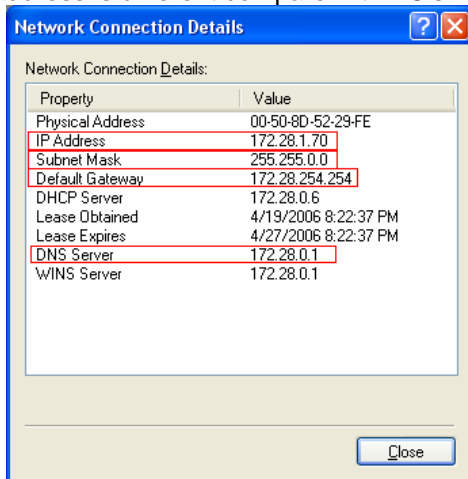 Network Connection Details
Network Connection Details:
Property Value
Physical Address 00-50-8D-52-29-FE
IP Address 172.28.1.70
Subnet Mask 255.255.0.0
Default Gateway 172.28.254.254
DHCP Server 172.28.0.6
Lease Obtained 4/19/2006 8:22:37 PM
Lease Expires 4/27/2006 8:22:37 PM
DNS Server 172.28.0.1
WINS Server 172.28.0.1
Close